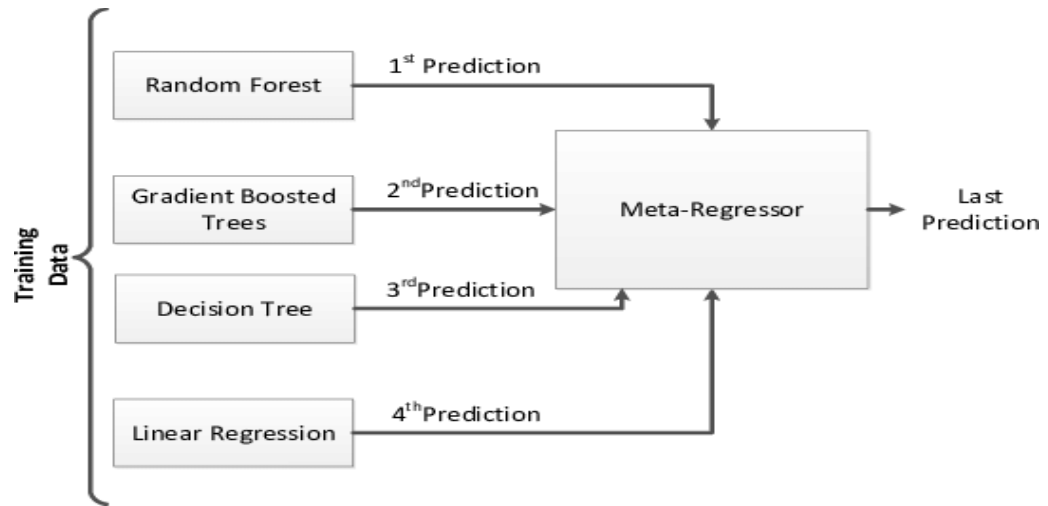 Training
Data
Random Forest
1st Prediction
Gradient Boosted
Trees
2ndPrediction
Decision Tree
3rdPrediction
Linear Regression
4thPrediction
Meta-Regressor
Last
Prediction